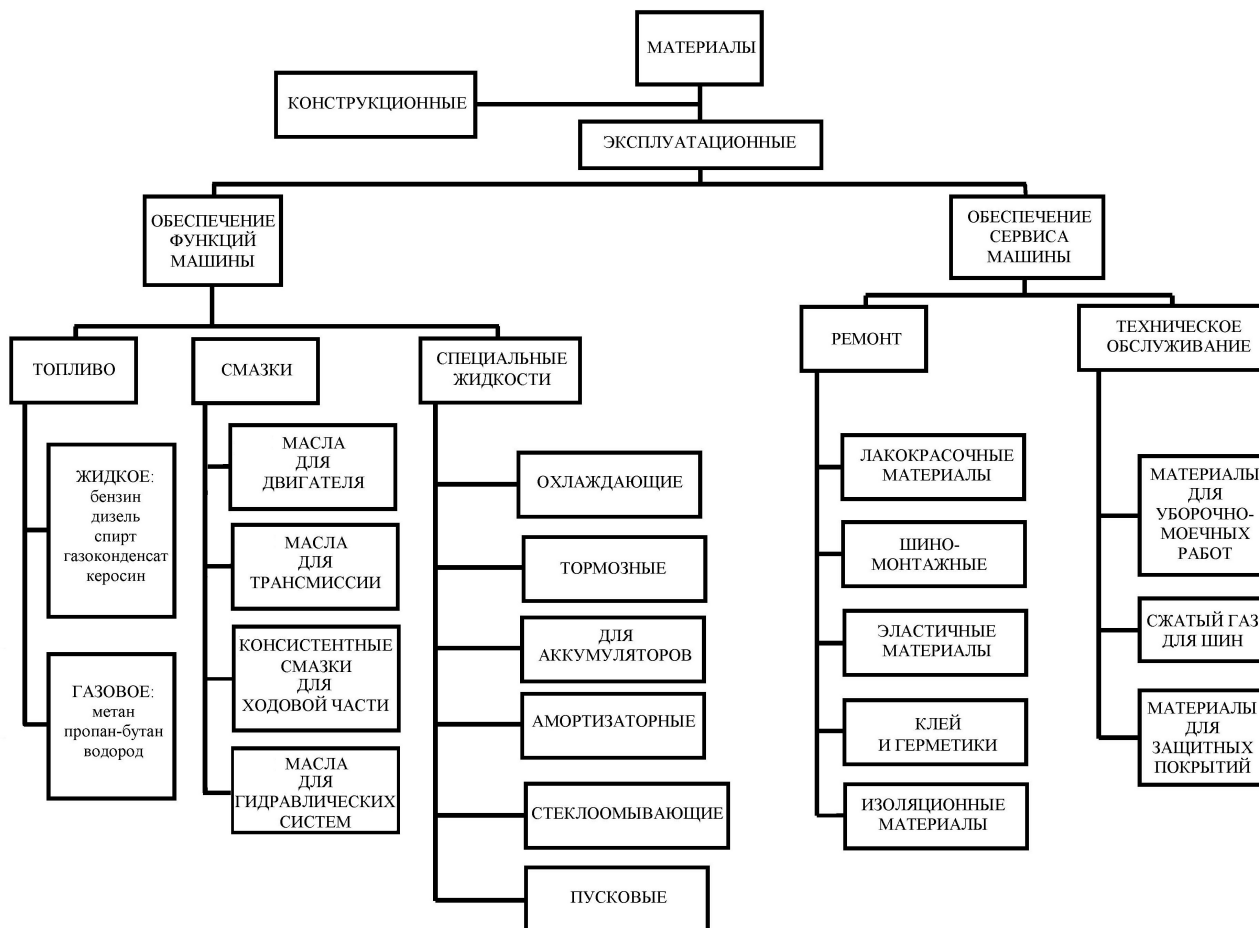 МАТЕРИАЛЫ
КОНСТРУКЦИОННЫЕ
ЭКСПЛУАТАЦИОННЫЕ
ОБЕСПЕЧЕНИЕ
ФУНКЦИЙ
МАШИНЫ
ОБЕСПЕЧЕНИЕ
СЕРВИСА
МАШИНЫ
ТОПЛИВО
СМАЗКИ
СПЕЦИАЛЬНЫЕ
ЖИДКОСТИ
РЕМОНТ
ТЕХНИЧЕСКОЕ
ОБСЛУЖИВАНИЕ
ЖИДКОЕ:
бензин
дизель
спирт
газоконденсат
керосин
ГАЗОВОЕ:
метан
пропан-бутан
водород
МАСЛА
ДЛЯ
ДВИГАТЕЛЯ
МАСЛА
ДЛЯ
ТРАНСМИССИИ
КОНСИСТЕНТНЫЕ
СМАЗКИ
ДЛЯ
ХОДОВОЙ ЧАСТИ
МАСЛА
ДЛЯ
ГИДРАВЛИЧЕСКИХ
СИСТЕМ
ОХЛАЖДАЮЩИЕ
ТОРМОЗНЫЕ
ДЛЯ
АККУМУЛЯТОРОВ
АМОРТИЗАТОРНЫЕ
СТЕКЛООМЫВАЮЩИЕ
ПУСКОВЫЕ
ЛАКОКРАСОЧНЫЕ
МАТЕРИАЛЫ
ШИНО-
МОНТАЖНЫЕ
ЭЛАСТИЧНЫЕ
МАТЕРИАЛЫ
КЛЕЙ
И ГЕРМЕТИКИ
ИЗОЛЯЦИОННЫЕ
МАТЕРИАЛЫ
МАТЕРИАЛЫ
ДЛЯ
УБОРОЧНО-
МОЕЧНЫХ
РАБОТ
СЖАТЫЙ ГАЗ
ДЛЯ ШИН
МАТЕРИАЛЫ
ДЛЯ
ЗАЩИТНЫХ
ПОКРЫТИЙ